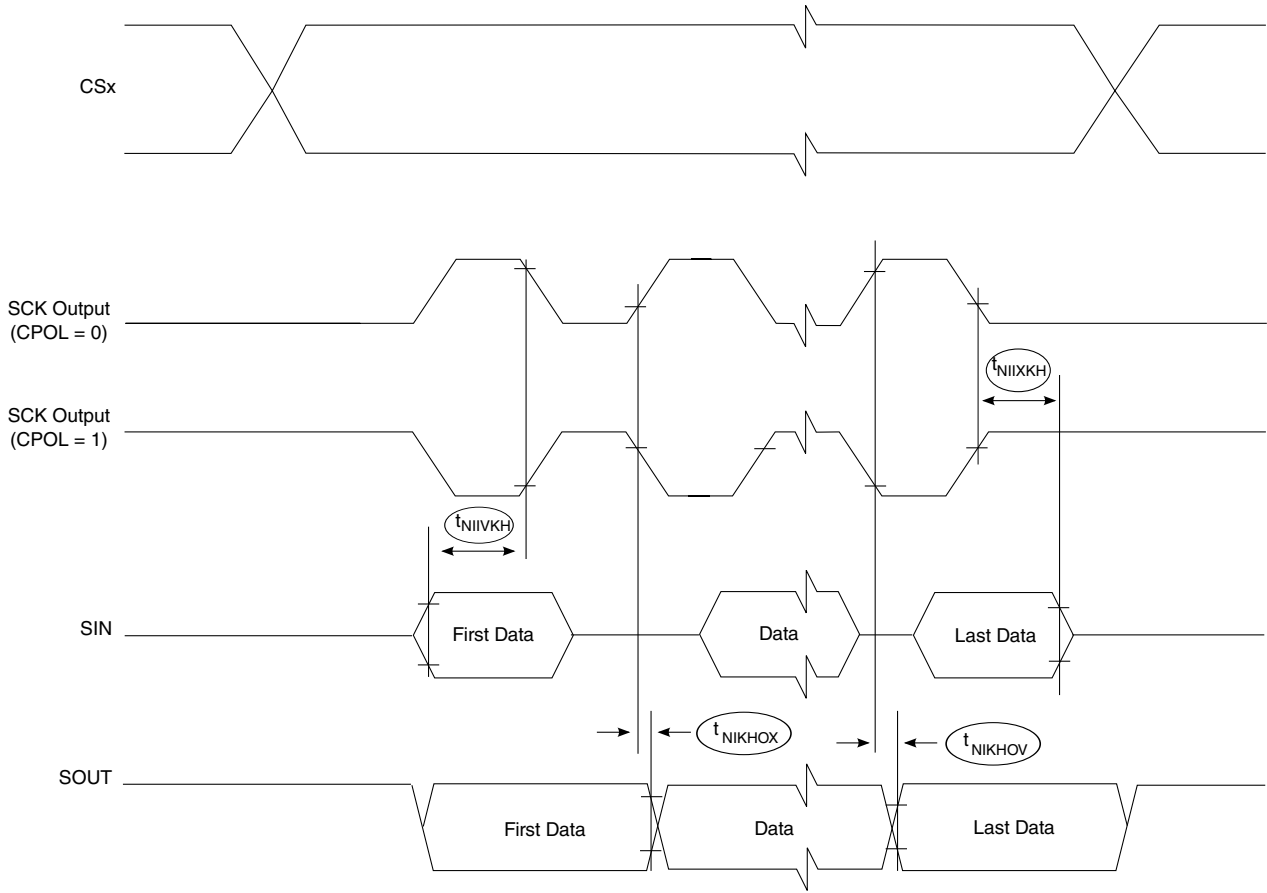 CSx
SCK Output
(CPOL = 0)
tNIIXKH
SCK Output
(CPOL = 1)
tNIIVKH
SIN
First Data
Data
Last Data
tNIKHOX
tNIKHOV
SOUT
First Data
Data
Last Data